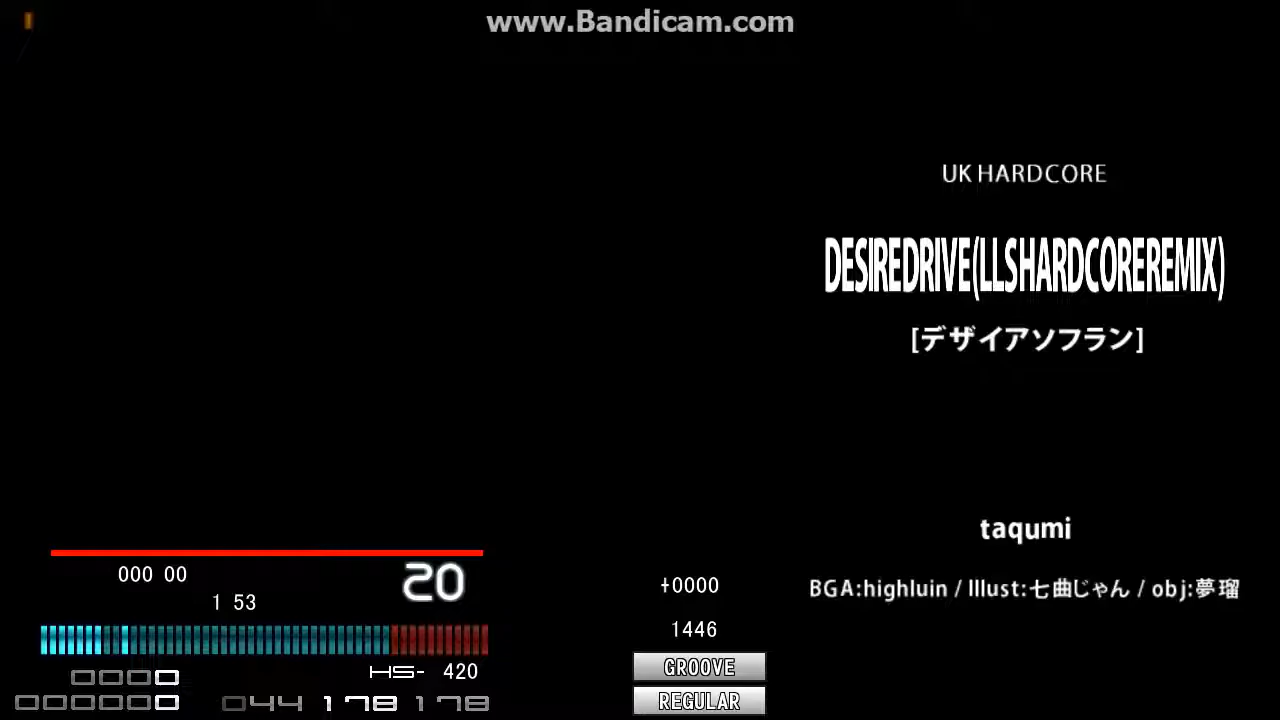 www.Bandicam.com
UK HARDCORE
DESIREDRIVE(LLSHARDCOREREMIX)
[デザイアソフラン]
taqumi
BGA:highluin / Illust:七曲じゃん / obj:夢瑠
000 00
20
1 53
+0000
1446
GROOVE
REGULAR
HS- 420
0000
000000
044 178 178